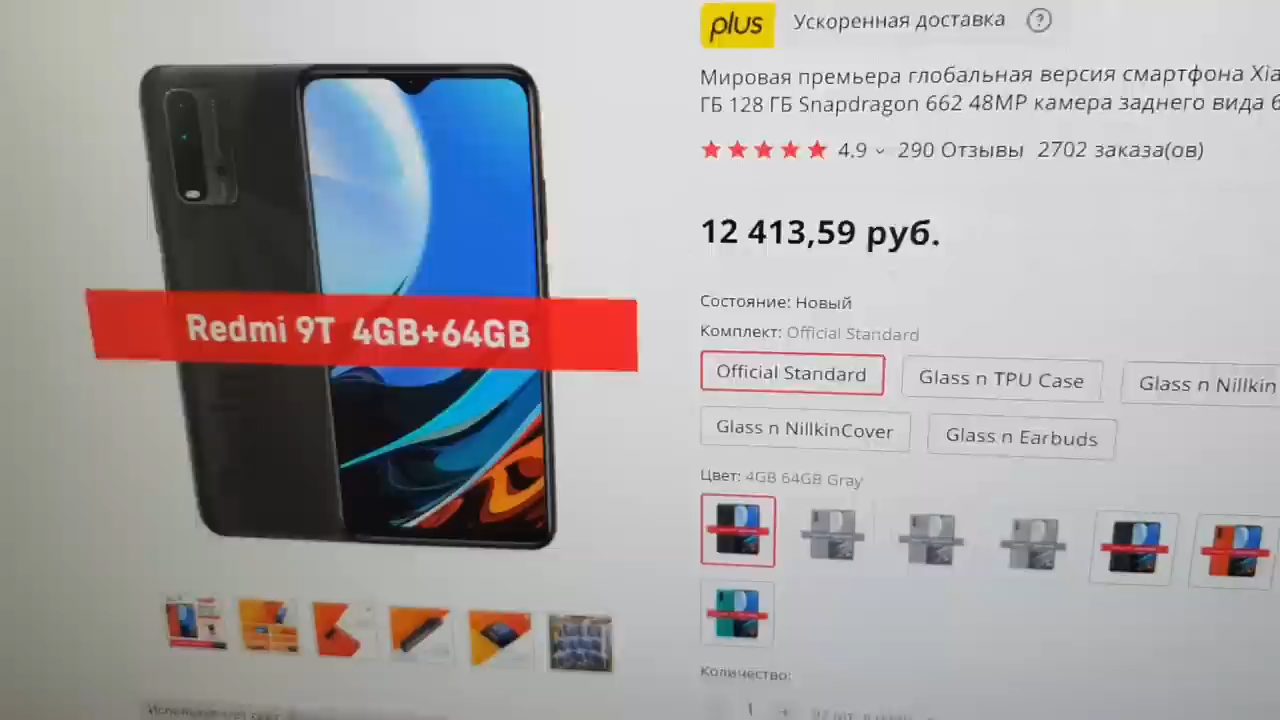 plus Ускоренная доставка ?
Мировая премьера глобальная версия смартфона Xia
ГБ 128 ГБ Snapdragon 662 48MP камера заднего вида 6
4.9 290 Отзывы 2702 заказа(ов)
12 413,59 руб.
Состояние: Новый
Комплект: Official Standard
Redmi 9T 4GB+64GB
Official Standard Glass n TPU Case Glass n Nillkin
Glass n NillkinCover Glass n Earbuds
Цвет: 4GB 64GB Gray
Количество:
1 +